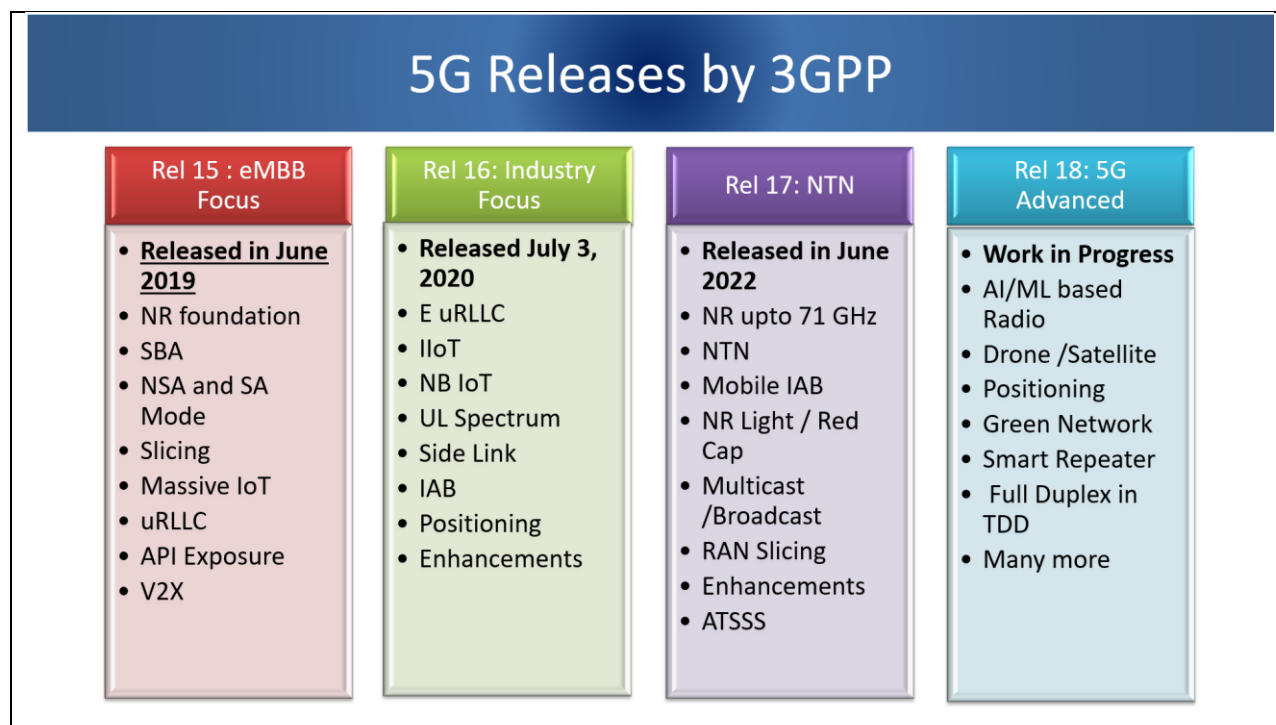 5G Releases by 3GPP
Rel 15 : eMBB
Focus
• Released in June
2019
• NR foundation
• SBA
• NSA and SA
Mode
• Slicing
• Massive IoT
• uRLLC
• API Exposure
• V2X
Rel 16: Industry
Focus
• Released July 3,
2020
• E uRLLC
• IIoT
• NB IoT
• UL Spectrum
• Side Link
• IAB
• Positioning
• Enhancements
Rel 17: NTN
• Released in June
2022
• NR upto 71 GHz
• NTN
• Mobile IAB
• NR Light / Red
Cap
• Multicast
/Broadcast
• RAN Slicing
• Enhancements
• ATSSS
Rel 18: 5G
Advanced
• Work in Progress
• AI/ML based
Radio
• Drone /Satellite
• Positioning
• Green Network
• Smart Repeater
• Full Duplex in
TDD
• Many more